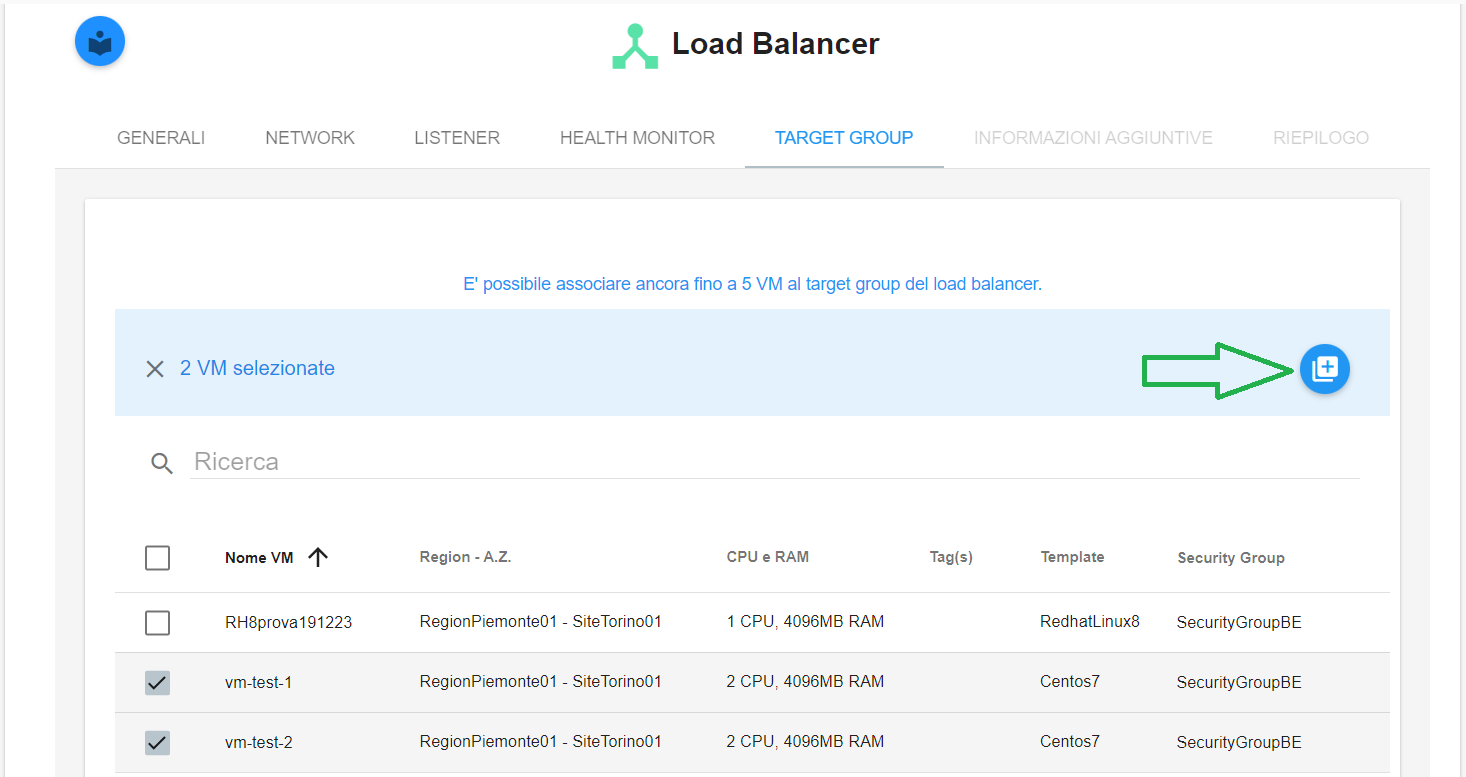 Load Balancer
GENERALI NETWORK LISTENER HEALTH MONITOR TARGET GROUP INFORMAZIONI AGGIUNTIVE RIEPILOGO
E' possibile associare ancora fino a 5 VM al target group del load balancer.
2 VM selezionate
Ricerca
Nome VM Region - A.Z. CPU e RAM Tag(s) Template Security Group
RH8prova191223 RegionPiemonte01 - SiteTorino01 1 CPU, 4096MB RAM RedhatLinux8 SecurityGroupBE
vm-test-1 RegionPiemonte01 - SiteTorino01 2 CPU, 4096MB RAM Centos7 SecurityGroupBE
vm-test-2 RegionPiemonte01 - SiteTorino01 2 CPU, 4096MB RAM Centos7 SecurityGroupBE